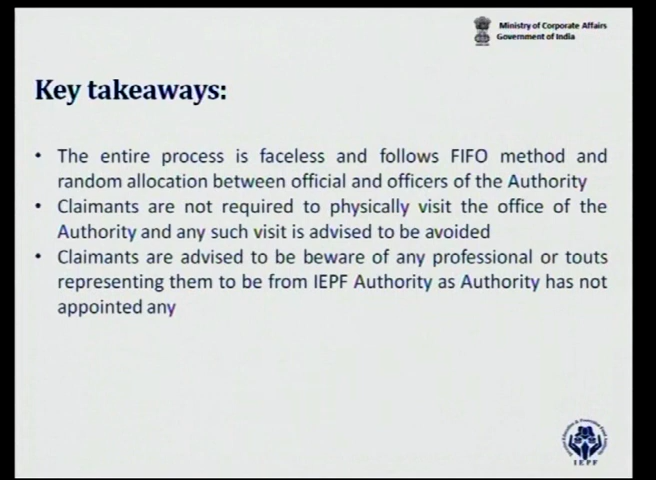 Ministry of Corporate Affairs
Government of India
Key takeaways:
• The entire process is faceless and follows FIFO method and
random allocation between official and officers of the Authority
• Claimants are not required to physically visit the office of the
Authority and any such visit is advised to be avoided
• Claimants are advised to be beware of any professional or touts
representing them to be from IEPF Authority as Authority has not
appointed any
IEPF